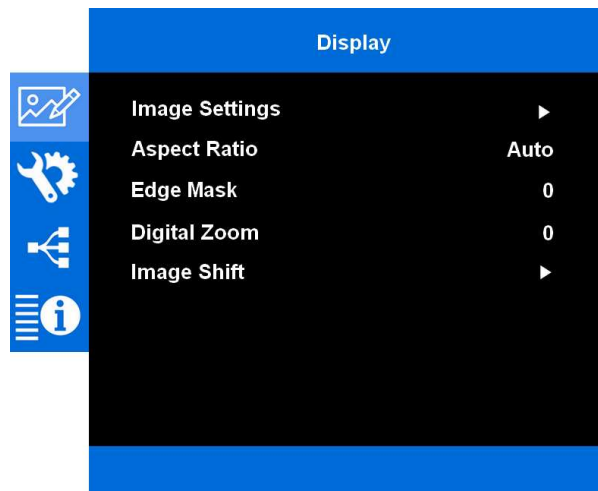 Display
Image Settings
Aspect Ratio Auto
Edge Mask 0
Digital Zoom 0
Image Shift